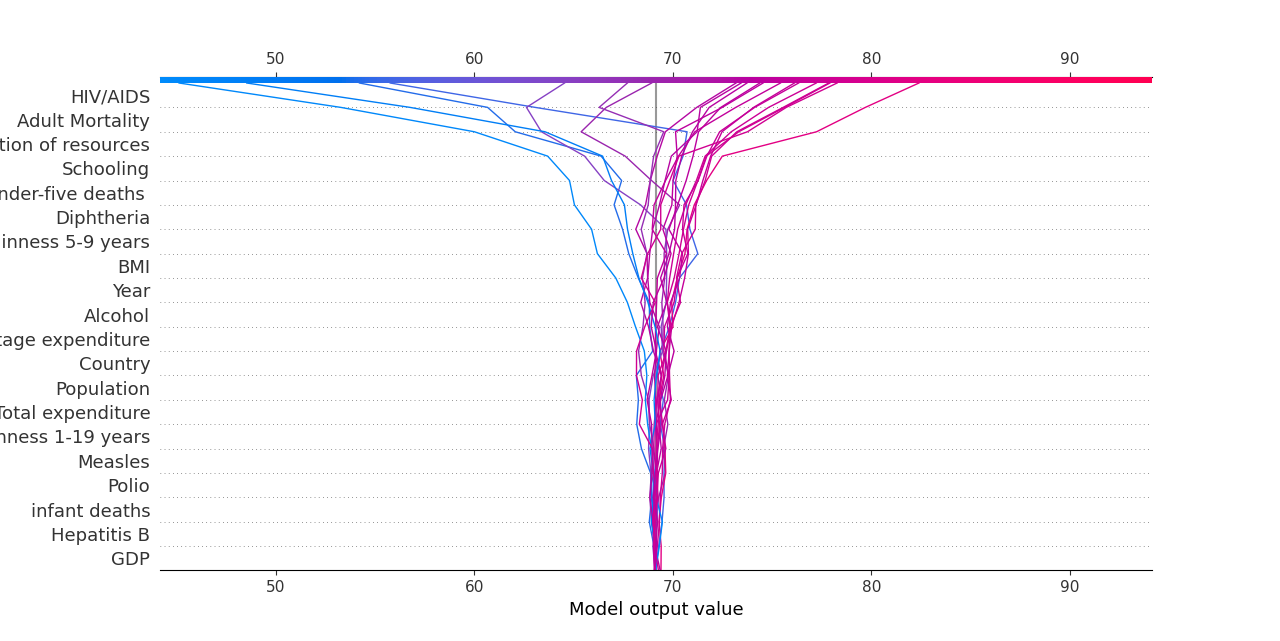 50 60 70 80 90
HIV/AIDS
Adult Mortality
tion of resources
Schooling
nder-five deaths
Diphtheria
inness 5-9 years
BMI
Year
Alcohol
tage expenditure
Country
Population
Total expenditure
nness 1-19 years
Measles
Polio
infant deaths
Hepatitis B
GDP
50 60 70 80 90
Model output value